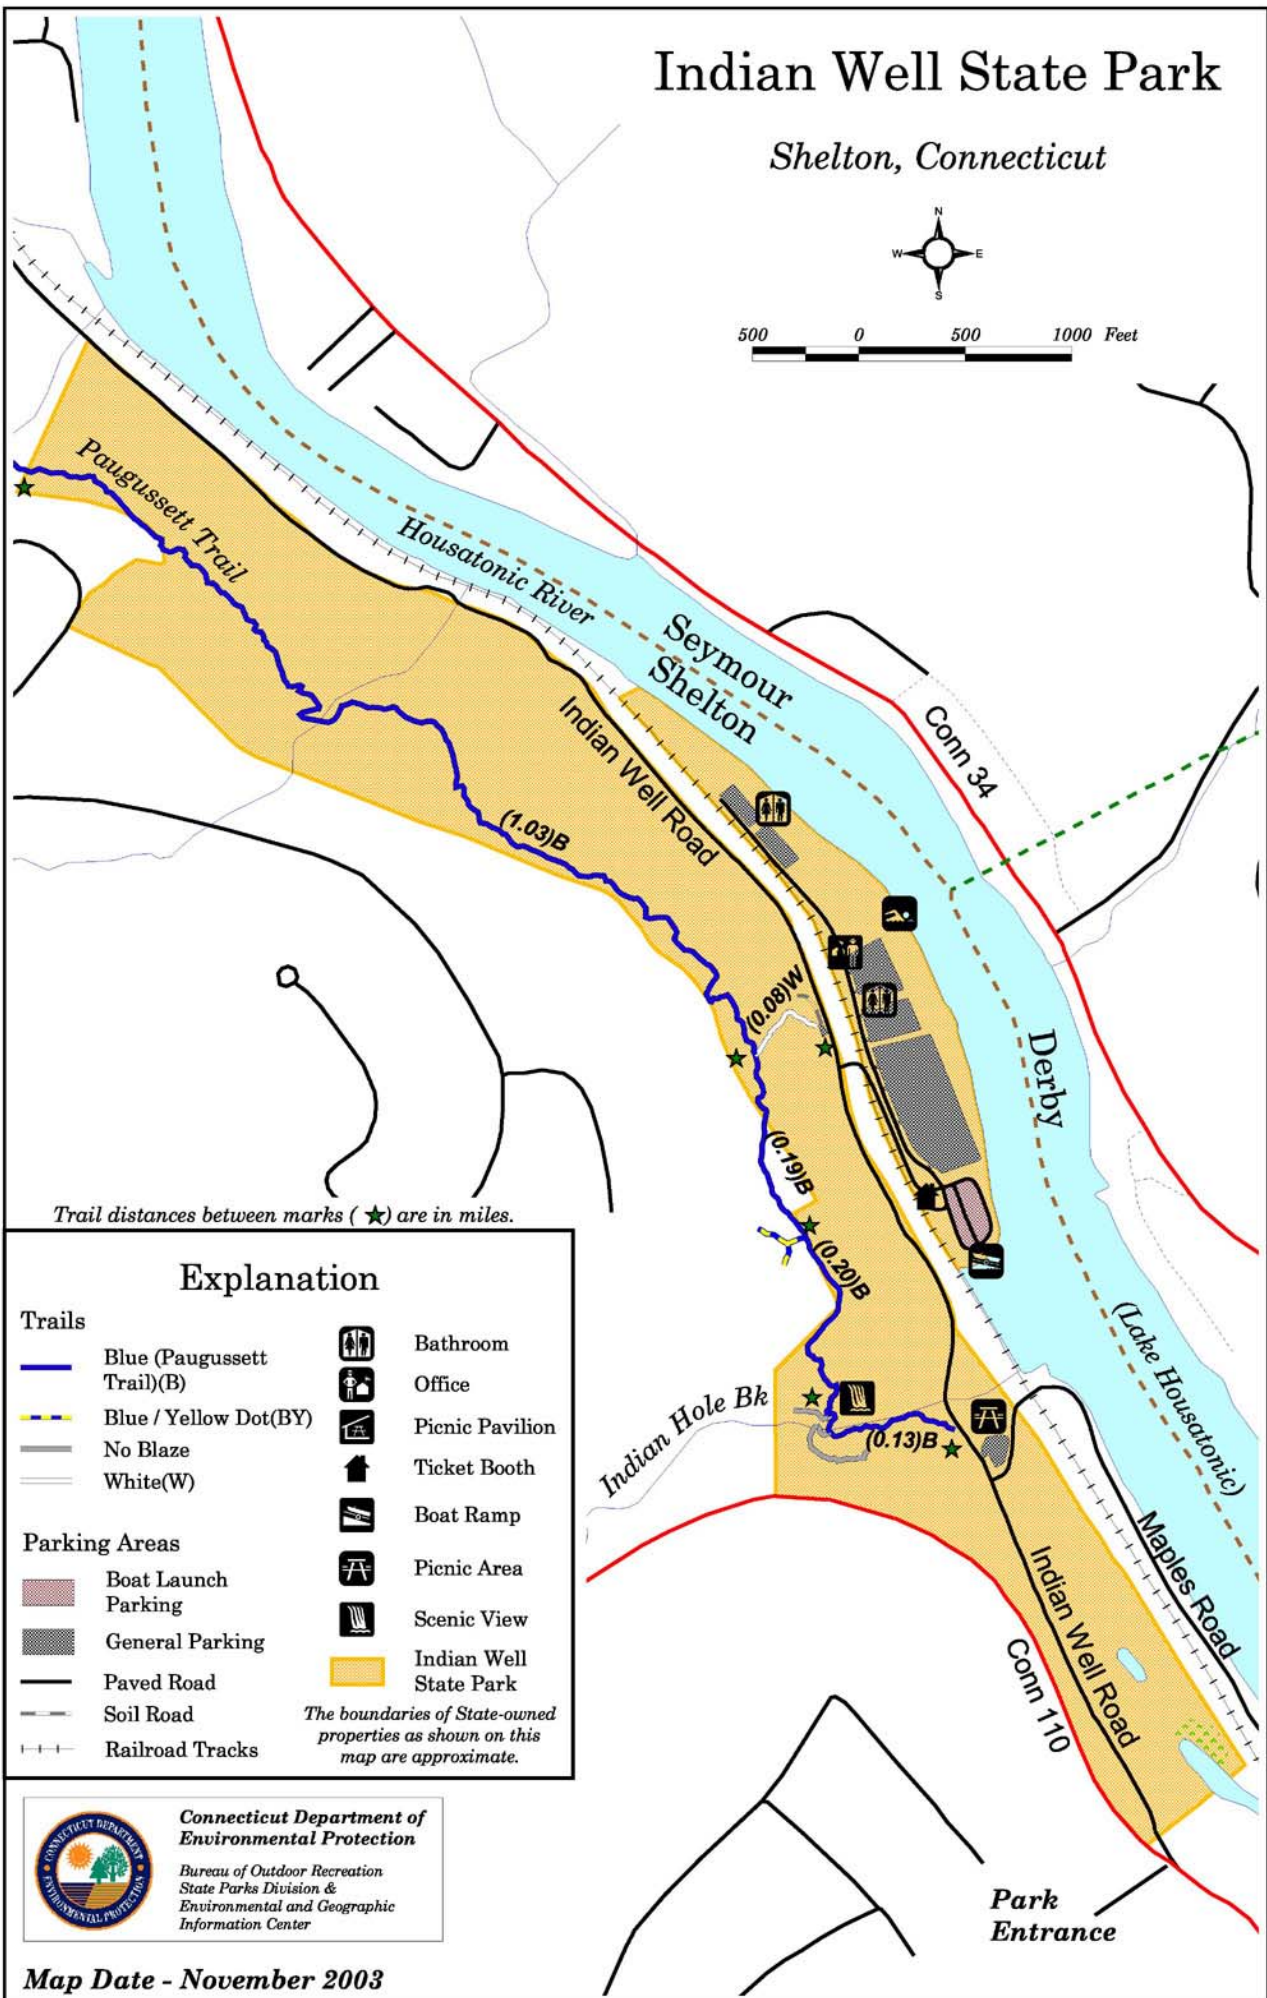 Indian Well State Park
Shelton, Connecticut
N
W
E
S
500 0 500 1000 Feet
Paugussett Trail
Housatonic River
Seymour
Shelton
Indian Well Road
Conn 34
(1.03)B
(0.08)W
Derby
(0.19)B
(0.20)B
(Lake Housatonic)
Indian Hole Bk
(0.13)B
Maples Road
Indian Well Road
Conn 110
Park
Entrance
Trail distances between marks ( ★) are in miles.
Explanation
Trails
Blue (Paugussett
Trail)(B)
Blue / Yellow Dot(BY)
No Blaze
White(W)
Parking Areas
Boat Launch
Parking
General Parking
Paved Road
Soil Road
Railroad Tracks
Bathroom
Office
Picnic Pavilion
Ticket Booth
Boat Ramp
Picnic Area
Scenic View
Indian Well
State Park
The boundaries of State-owned
properties as shown on this
map are approximate.
CONNECTICUT DEPARTMENT
ENVIRONMENTAL PROTECTION
Connecticut Department of
Environmental Protection
Bureau of Outdoor Recreation
State Parks Division &
Environmental and Geographic
Information Center
Map Date - November 2003